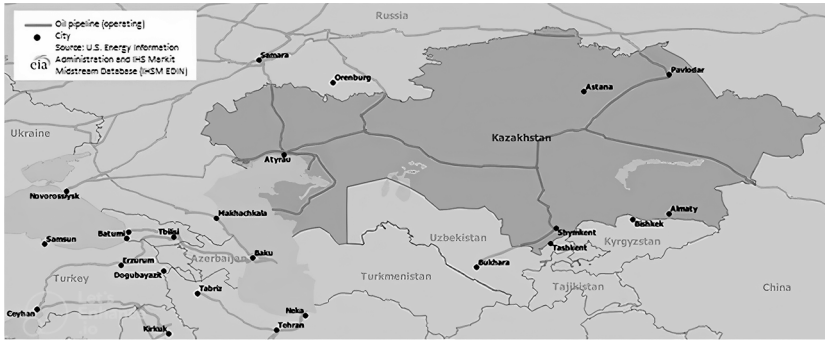 Russia
Oil pipeline (operating)
City
Source: U.S. Energy Information
Administration and IHS Markit
Midstream Database (IHSM EDIN)
cia
Samara
Orenburg
Pavlodar
Astana
Ukraine
Kazakhstan
Atyrau
Novorossiysk
Makhachkala
Almaty
Bishkek
Shymkent
Batumi
Tbilisi
Samsun
Uzbekistan
Kyrgyzstan
Tashkent
Baku
Azerbaijan
Erzurum
Bukhara
Dogubayazit
Turkey
Turkmenistan
Tajikistan
China
Tabriz
Ceyhan
Neka
Kirkuk
Tehran